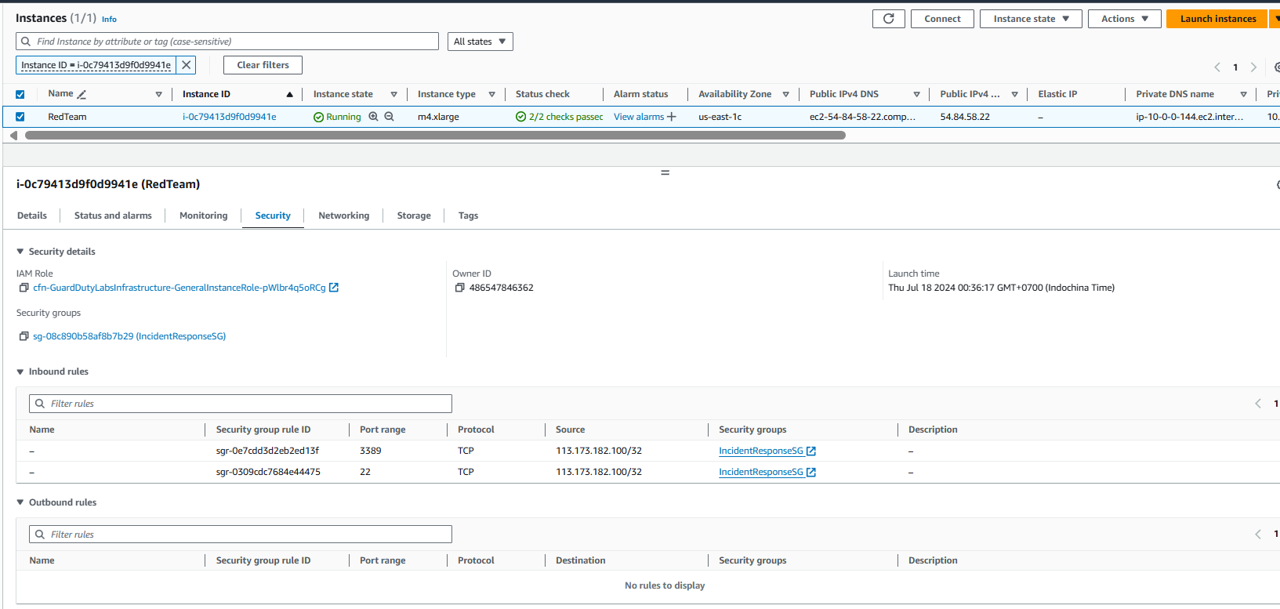 Instances (1/1) Info
Connect Instance state Actions Launch instances
Find Instance by attribute or tag (case-sensitive) All states
Instance ID = i-0c79413d9f0d9941e Clear filters
1
Name Instance ID Instance state Instance type Status check Alarm status Availability Zone Public IPv4 DNS Public IPv4 ... Elastic IP Private DNS name Pri
RedTeam i-0c79413d9f0d9941e Running m4.xlarge 2/2 checks passec View alarms + us-east-1c ec2-54-84-58-22.comp... 54.84.58.22 – ip-10-0-0-144.ec2.inter... 10.
i-0c79413d9f0d9941e (RedTeam)
Details Status and alarms Monitoring Security Networking Storage Tags
Security details
IAM Role Owner ID Launch time
cfn-GuardDutyLabsInfrastructure-GeneralInstanceRole-pWlbr4q5oRCg 486547846362 Thu Jul 18 2024 00:36:17 GMT+0700 (Indochina Time)
Security groups
sg-08c890b58af8b7b29 (IncidentResponseSG)
Inbound rules
Filter rules 1
Name Security group rule ID Port range Protocol Source Security groups Description
– sgr-0e7cdd3d2eb2ed13f 3389 TCP 113.173.182.100/32 IncidentResponseSG –
– sgr-0309cdc7684e44475 22 TCP 113.173.182.100/32 IncidentResponseSG –
Outbound rules
Filter rules 1
Name Security group rule ID Port range Protocol Destination Security groups Description
No rules to display